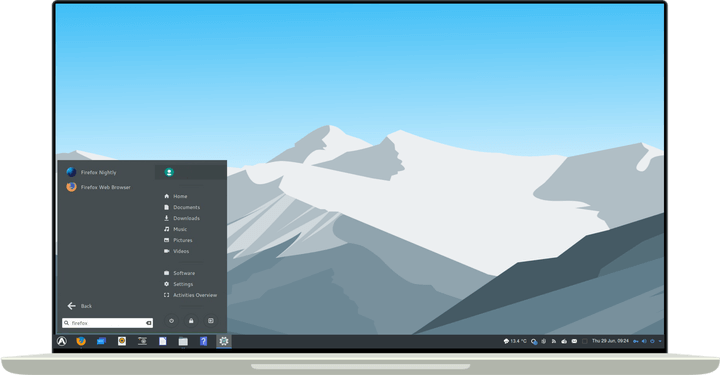 Firefox Nightly
Firefox Web Browser
Home
Documents
Downloads
Music
Pictures
Videos
Software
Settings
Activities Overview
Back
firefox
13.4 °C
Thu 29 Jun, 09:24